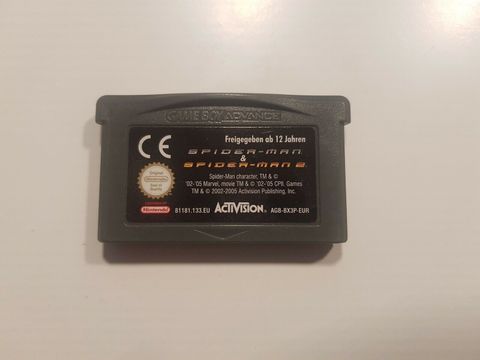 GAME BOY ADVANCE
CE
Freigegeben ab 12 Jahren
SPIDER-MAN
&
SPIDER-MAN 2
Original
Nintendo
Spider-Man character, TM & ©
'02-'05 Marvel, movie TM & © '02-'05 CPII. Games
TM & © 2002-2005 Activision Publishing, Inc.
Nintendo
81181.133.EU ACTIVISION. AGB-BX3P-EUR